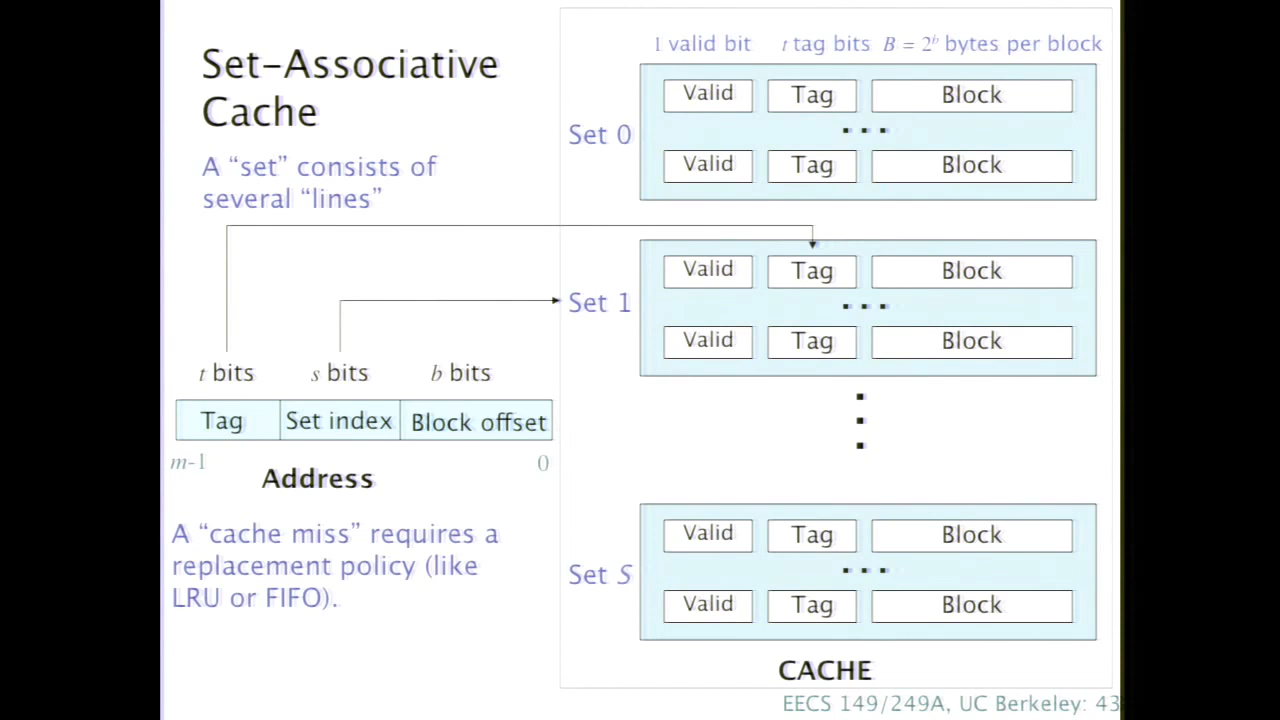 Set-Associative
Cache
A “set” consists of
several “lines”
t bits
s bits
b bits
Tag
Set index
Block offset
m-1
0
Address
A “cache miss” requires a
replacement policy (like
LRU or FIFO).
1 valid bit
t tag bits
B = 2^b bytes per block
Set 0
Valid
Tag
Block
. . .
Valid
Tag
Block
Set 1
Valid
Tag
Block
. . .
Valid
Tag
Block
Set S
Valid
Tag
Block
. . .
Valid
Tag
Block
CACHE
EECS 149/249A, UC Berkeley: 43